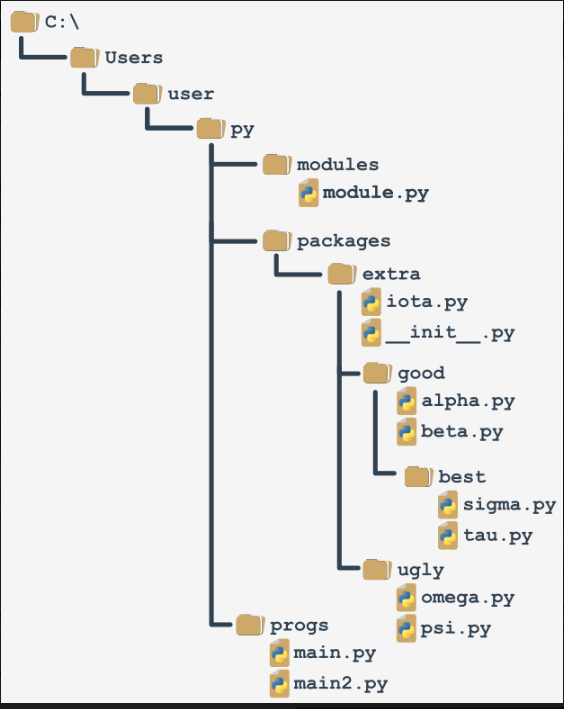 C:\
Users
user
py
modules
module.py
packages
extra
iota.py
__init__.py
good
alpha.py
beta.py
best
sigma.py
tau.py
ugly
omega.py
psi.py
progs
main.py
main2.py